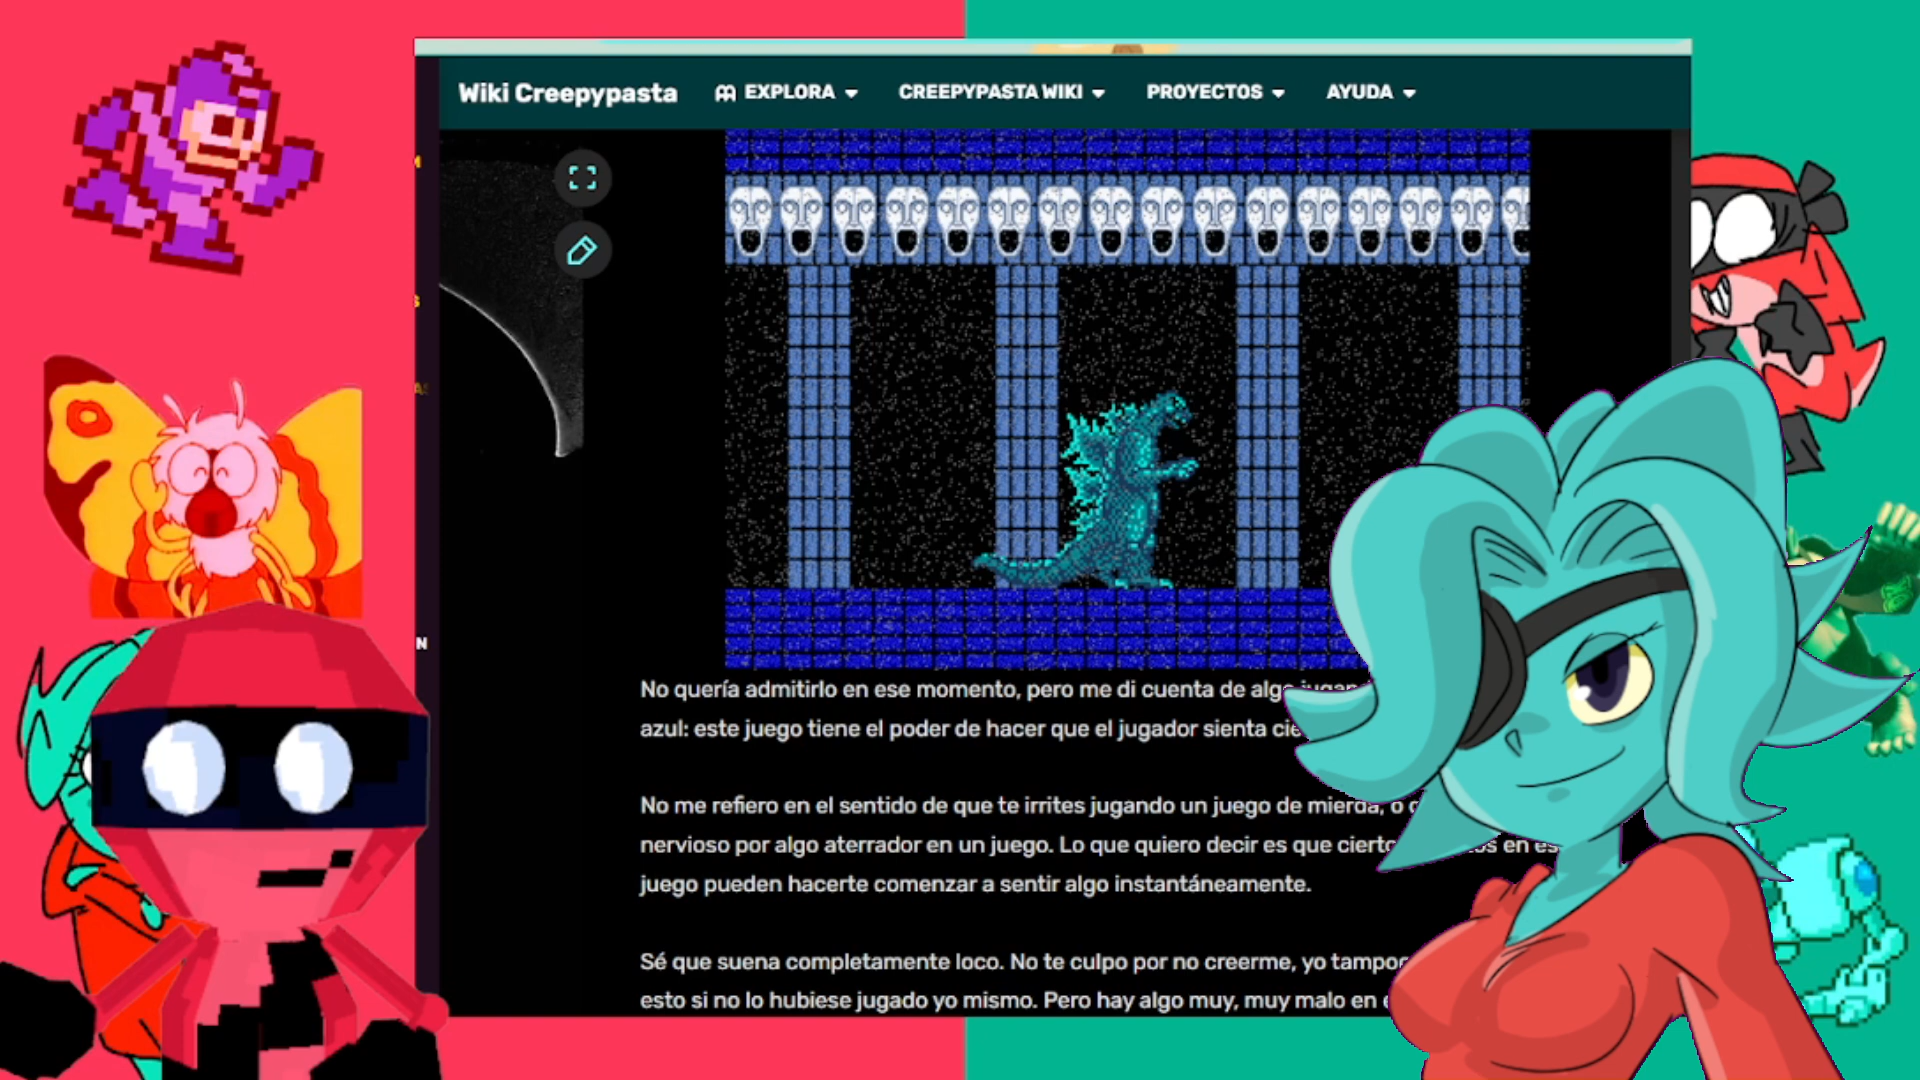 Wiki Creepypasta EXPLORA CREEPYPASTA WIKI PROYECTOS AYUDA
N
No quería admitirlo en ese momento, pero me di cuenta de algo
azul: este juego tiene el poder de hacer que el jugador sienta
No me refiero en el sentido de que te irrites jugando un juego de mierda, o
nervioso por algo aterrador en un juego. Lo que quiero decir es que en
juego pueden hacerte comenzar a sentir algo instantáneamente.
Sé que suena completamente loco. No te culpo por no creerme, yo
esto si no lo hubiese jugado yo mismo. Pero hay algo muy, muy malo en